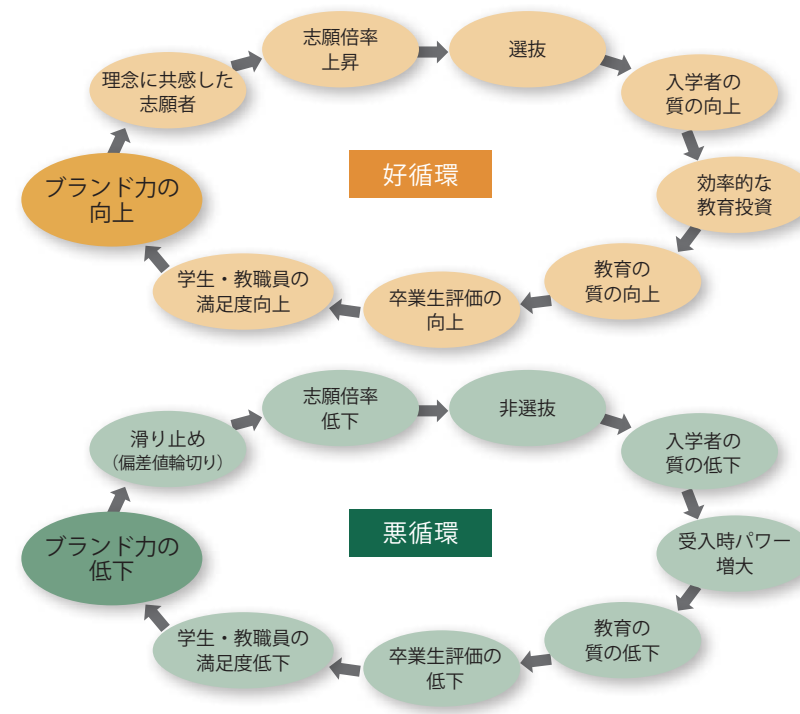 志願倍率
上昇
選抜
理念に共感した
志願者
入学者の
質の向上
好循環
ブランド力の
向上
効率的な
教育投資
学生・教職員の
満足度向上
卒業生評価の
向上
教育の
質の向上
志願倍率
低下
非選抜
滑り止め
（偏差値輪切り）
入学者の
質の低下
悪循環
ブランド力の
低下
受入時パワー
増大
学生・教職員の
満足度低下
卒業生評価の
低下
教育の
質の低下